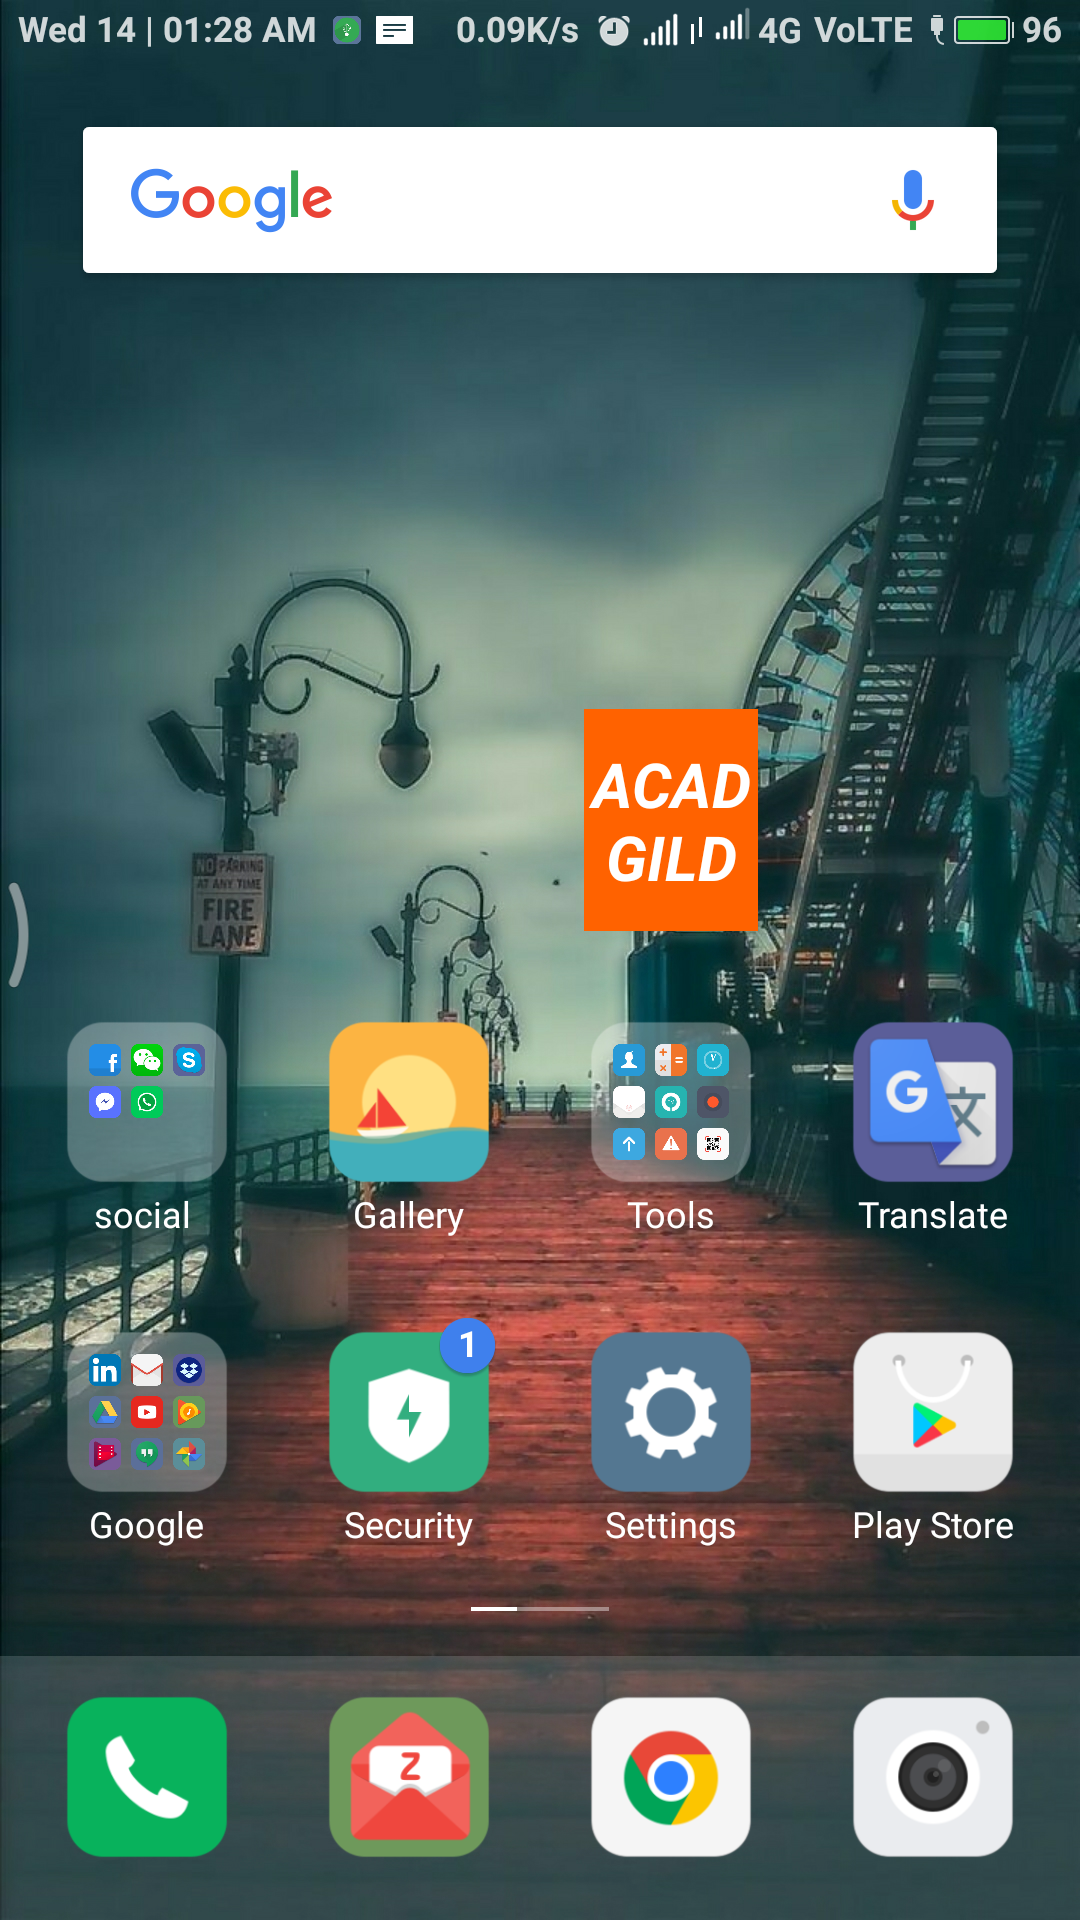 Wed 14 | 01:28 AM 0.09K/s 4G VoLTE 96
Google
ACAD
GILD
NO PARKING
AT ANY TIME
FIRE
LANE
social Gallery Tools Translate
1
Google Security Settings Play Store